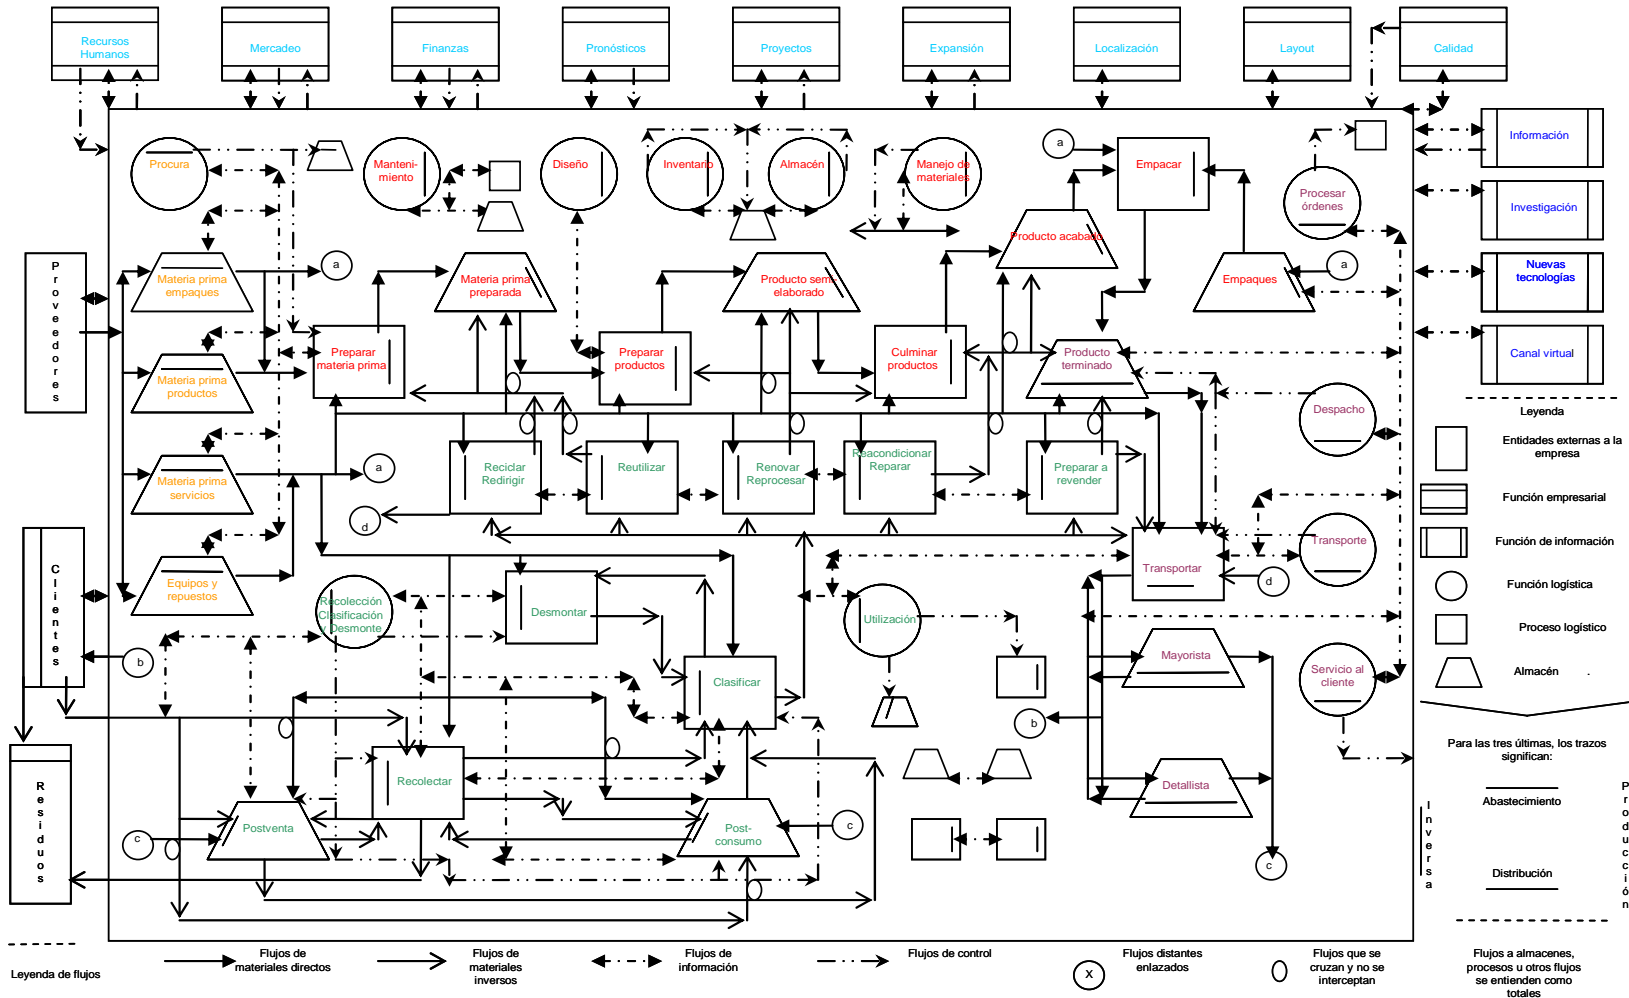 Recursos
Humanos
Mercadeo
Finanzas
Pronósticos
Proyectos
Expansión
Localización
Layout
Calidad
Procura
Manteni-
miento
Diseño
Inventario
Almacén
Manejo de
materiales
a
Empacar
Procesar
órdenes
Información
Investigación
Nuevas
tecnologías
Canal virtual
Proveedores
Materia prima
empaques
a
Materia prima
preparada
Producto semi
elaborado
Producto acabado
Empaques
a
Materia prima
productos
Preparar
materia prima
Preparar
productos
Culminar
productos
Producto
terminado
Despacho
Materia prima
servicios
a
d
Reciclar
Redirigir
Reutilizar
Renovar
Reprocesar
Reacondicionar
Reparar
Preparar a
revender
Transportar
Transporte
d
Clientes
Equipos y
repuestos
Recolección
Clasificación
y Desmonte
Desmontar
Utilización
b
Clasificar
Mayorista
Servicio al
cliente
b
Residuos
Recolectar
Detallista
c
Postventa
Post-
consumo
c
c
Leyenda
Entidades externas a la
empresa
Función empresarial
Función de información
Función logística
Proceso logístico
Almacén .
Para las tres últimas, los trazos
significan:
Abastecimiento
Inversa
Producción
Distribución
Leyenda de flujos
Flujos de
materiales directos
Flujos de
materiales
inversos
Flujos de
información
Flujos de control
X
Flujos distantes
enlazados
Flujos que se
cruzan y no se
interceptan
Flujos a almacenes,
procesos u otros flujos
se entienden como
totales